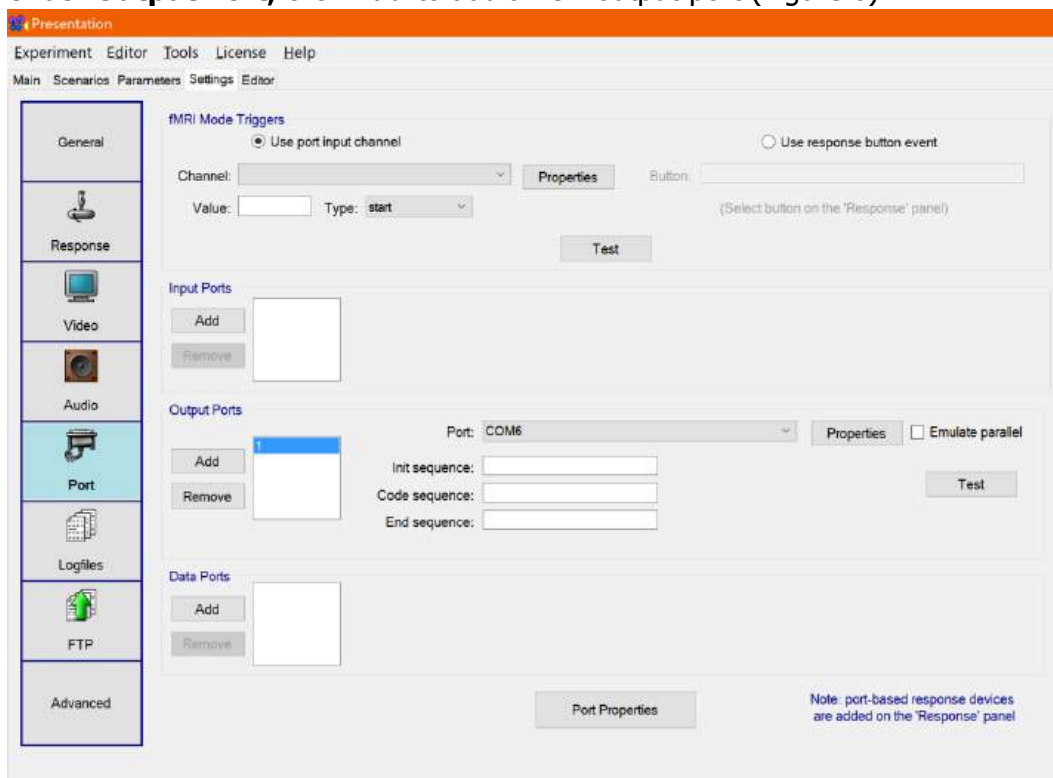 Presentation
Experiment Editor Tools License Help
Main Scenarios Parameters Settings Editor
General
Response
Video
Audio
Port
Logfiles
FTP
Advanced
fMRI Mode Triggers
Use port input channel
Use response button event
Channel:
Properties
Button:
Value:
Type: start
(Select button on the 'Response' panel)
Test
Input Ports
Add
Remove
Output Ports
1
Port: COM6
Properties
Emulate parallel
Add
Init sequence:
Test
Remove
Code sequence:
End sequence:
Data Ports
Add
Remove
Port Properties
Note: port-based response devices
are added on the 'Response' panel